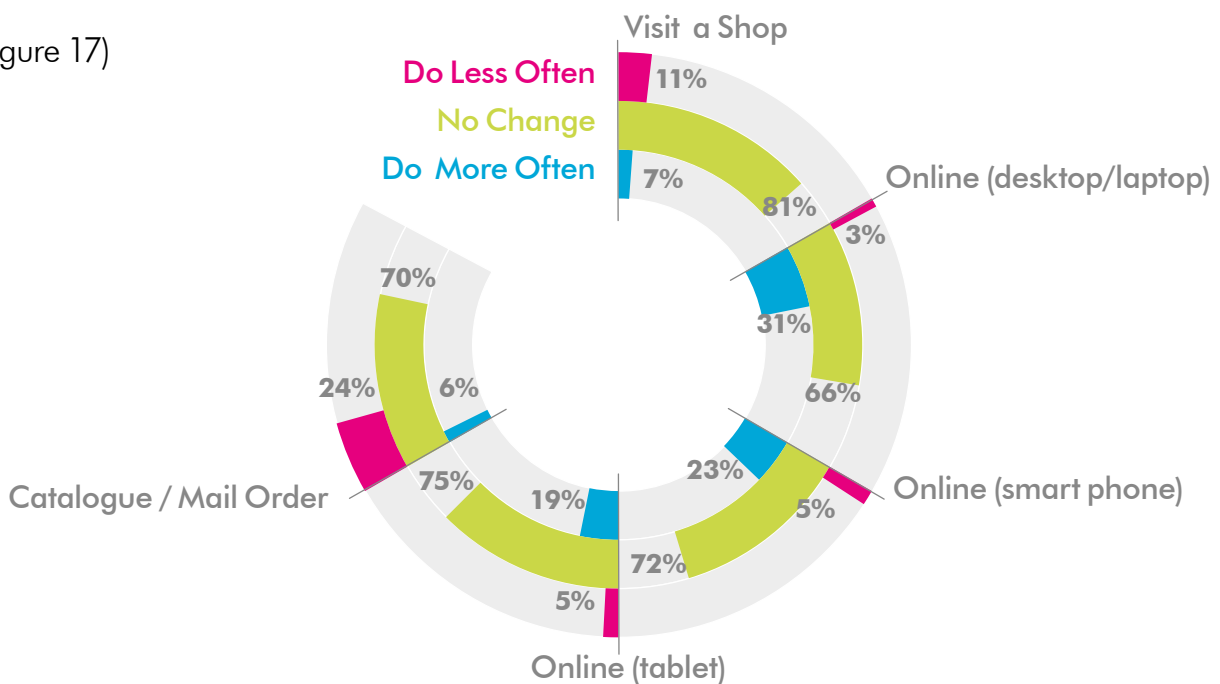 Visit a Shop
gure 17)
Do Less Often
11%
No Change
Do More Often
7%
Online (desktop/laptop)
81%
3%
70%
31%
24%
6%
66%
23%
75%
Online (smart phone)
Catalogue / Mail Order
19%
5%
72%
5%
Online (tablet)